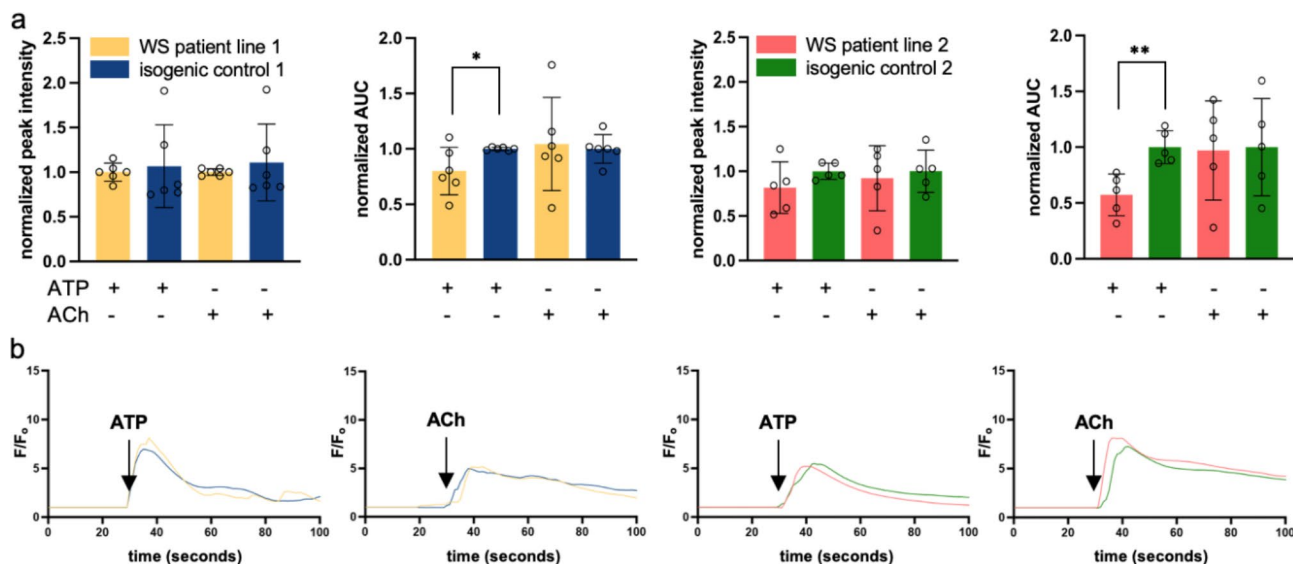 a
WS patient line 1
isogenic control 1
normalized peak intensity
2.5
2.0
1.5
1.0
0.5
0.0
normalized AUC
2.0
1.5
1.0
0.5
0.0
*
WS patient line 2
isogenic control 2
normalized peak intensity
2.5
2.0
1.5
1.0
0.5
0.0
normalized AUC
2.0
1.5
1.0
0.5
0.0
**
ATP + + - - + + - - + + - - + + - -
ACh - - + + - - + + - - + + - - + +
b
F/Fo
15
10
5
0
ATP
0 20 40 60 80 100
time (seconds)
F/Fo
15
10
5
0
ACh
0 20 40 60 80 100
time (seconds)
F/Fo
15
10
5
0
ATP
0 20 40 60 80 100
time (seconds)
F/Fo
15
10
5
0
ACh
0 20 40 60 80 100
time (seconds)